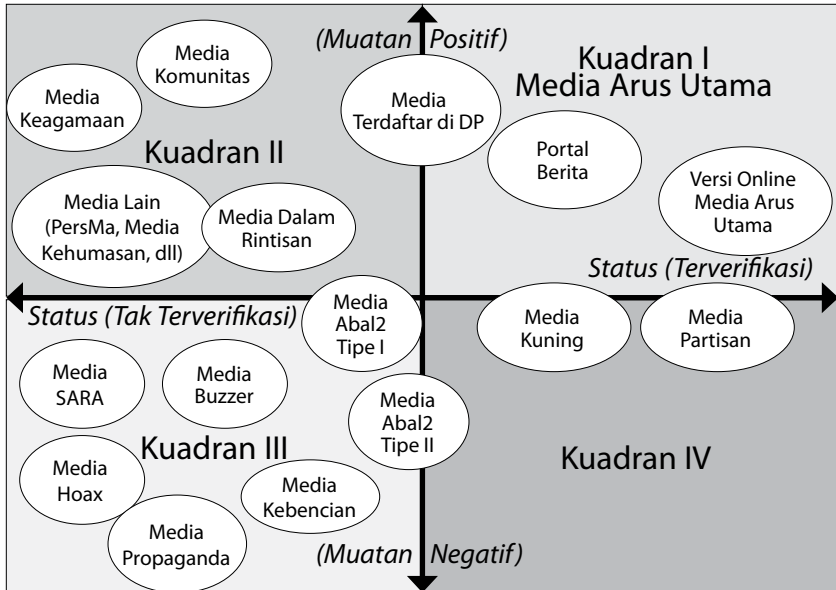 (Muatan Positif)
Kuadran I
Media Arus Utama
Media
Komunitas
Media
Keagamaan
Media
Terdaftar di DP
Portal
Berita
Kuadran II
Versi Online
Media Arus
Utama
Media Lain
(PersMa, Media
Kehumasan, dll)
Media Dalam
Rintisan
Status (Terverifikasi)
Status (Tak Terverifikasi)
Media
Abal2
Tipe I
Media
Kuning
Media
Partisan
Media
SARA
Media
Buzzer
Media
Abal2
Tipe II
Kuadran III
Kuadran IV
Media
Hoax
Media
Kebencian
Media
Propaganda
(Muatan Negatif)